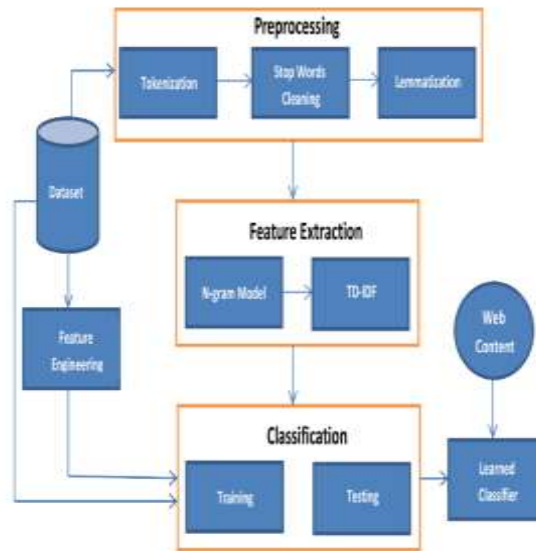 Preprocessing
Tokenization
Stop Words
Cleaning
Lemmatization
Dataset
Feature Extraction
N-gram Model
TD-IDF
Feature
Engineering
Web
Content
Classification
Training
Testing
Learned
Classifier